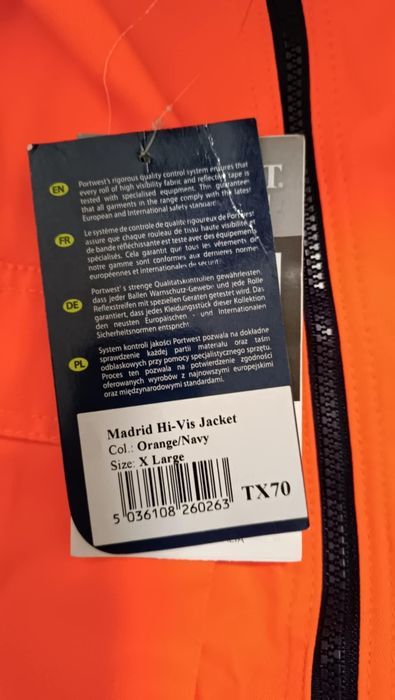 EN
Portwest's rigorous quality control system ensures that
every roll of high visibility fabric and reflective tape is
tested with specialised equipment. This guarantees
that all garments in the range comply with the latest
European and International safety standard.
FR
Le système de controle de qualite rigoureux de Portwest
assure que chaque rouleau de tissu haute visibilité et
de bande réfléchissante est teste avec des équipements
spécialisés. Cela garantit que tous les vêtements de
notre gamme sont conformes aux dernieres normes
européennes et internationales de securit
DE
Portwest' s strenge Qualitätskontrollen gewährleisten,
dass jeder Ballen Warnschutz-Gewebe und jede Rolle
Reflexstreifen mit speziellen Geraten getestet wird. Das
garantiert, dass jedes Kleidungsstück dieser Kollektion
den neusten Europäischen - und Internationalen
Sicherheitsnormen entspricht
PL
System kontroli jakości Portwest pozwala na dokładne
sprawdzenie każdej partii materiału oraz taśm
odblaskowych przy pomocy specjalistycznego sprzętu.
Proces ten pozwala na potwierdzenie zgodności
oferowanych wyrobów z najnowszymi europejskimi
oraz międzynarodowymi standardami.
T.
Madrid Hi-Vis Jacket
Col.: Orange/Navy
Size: X Large
5 036108 260263
TX70